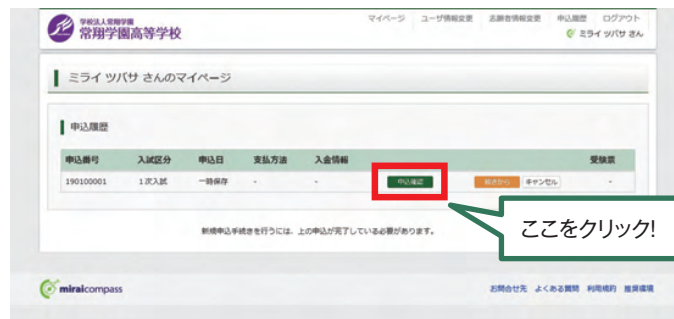 学校法人常翔学園
常翔学園高等学校
マイページ ユーザ情報変更 志願者情報変更 申込履歴 ログアウト
ミライ ツバサ さん
ミライ ツバサ さんのマイページ
申込履歴
申込番号 入試区分 申込日 支払方法 入金情報 受験票
190100001 1次入試 一時保存 - - 申込確認 続きから キャンセル -
ここをクリック!
新規申込手続きを行うには、上の申込が完了している必要があります。
miraicompass
お問合せ先 よくある質問 利用規約 推奨環境